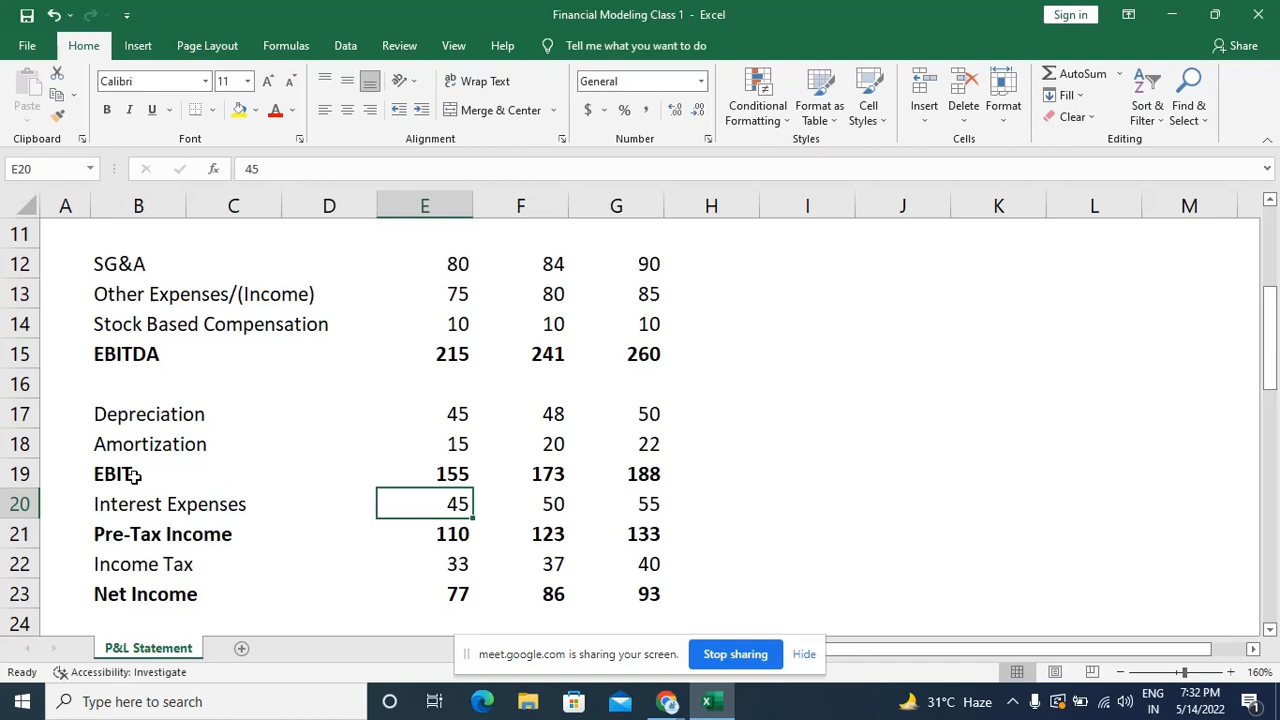 Financial Modeling Class 1 - Excel
Sign in
File Home Insert Page Layout Formulas Data Review View Help Tell me what you want to do Share
Paste
Clipboard
Calibri 11
B I U A
Font
Wrap Text
Merge & Center
Alignment
General
$ % ,
Number
Conditional Formatting
Format as Table
Cell Styles
Styles
Insert Delete Format
Cells
AutoSum
Fill
Clear
Sort & Filter
Find & Select
Editing
E20 fx 45
A B C D E F G H I J K L M
11
12 SG&A 80 84 90
13 Other Expenses/(Income) 75 80 85
14 Stock Based Compensation 10 10 10
15 EBITDA 215 241 260
16
17 Depreciation 45 48 50
18 Amortization 15 20 22
19 EBIT 155 173 188
20 Interest Expenses 45 50 55
21 Pre-Tax Income 110 123 133
22 Income Tax 33 37 40
23 Net Income 77 86 93
24
P&L Statement
meet.google.com is sharing your screen. Stop sharing Hide
Ready Accessibility: Investigate 160%
Type here to search
31°C Haze
ENG
IN
7:32 PM
5/14/2022
1